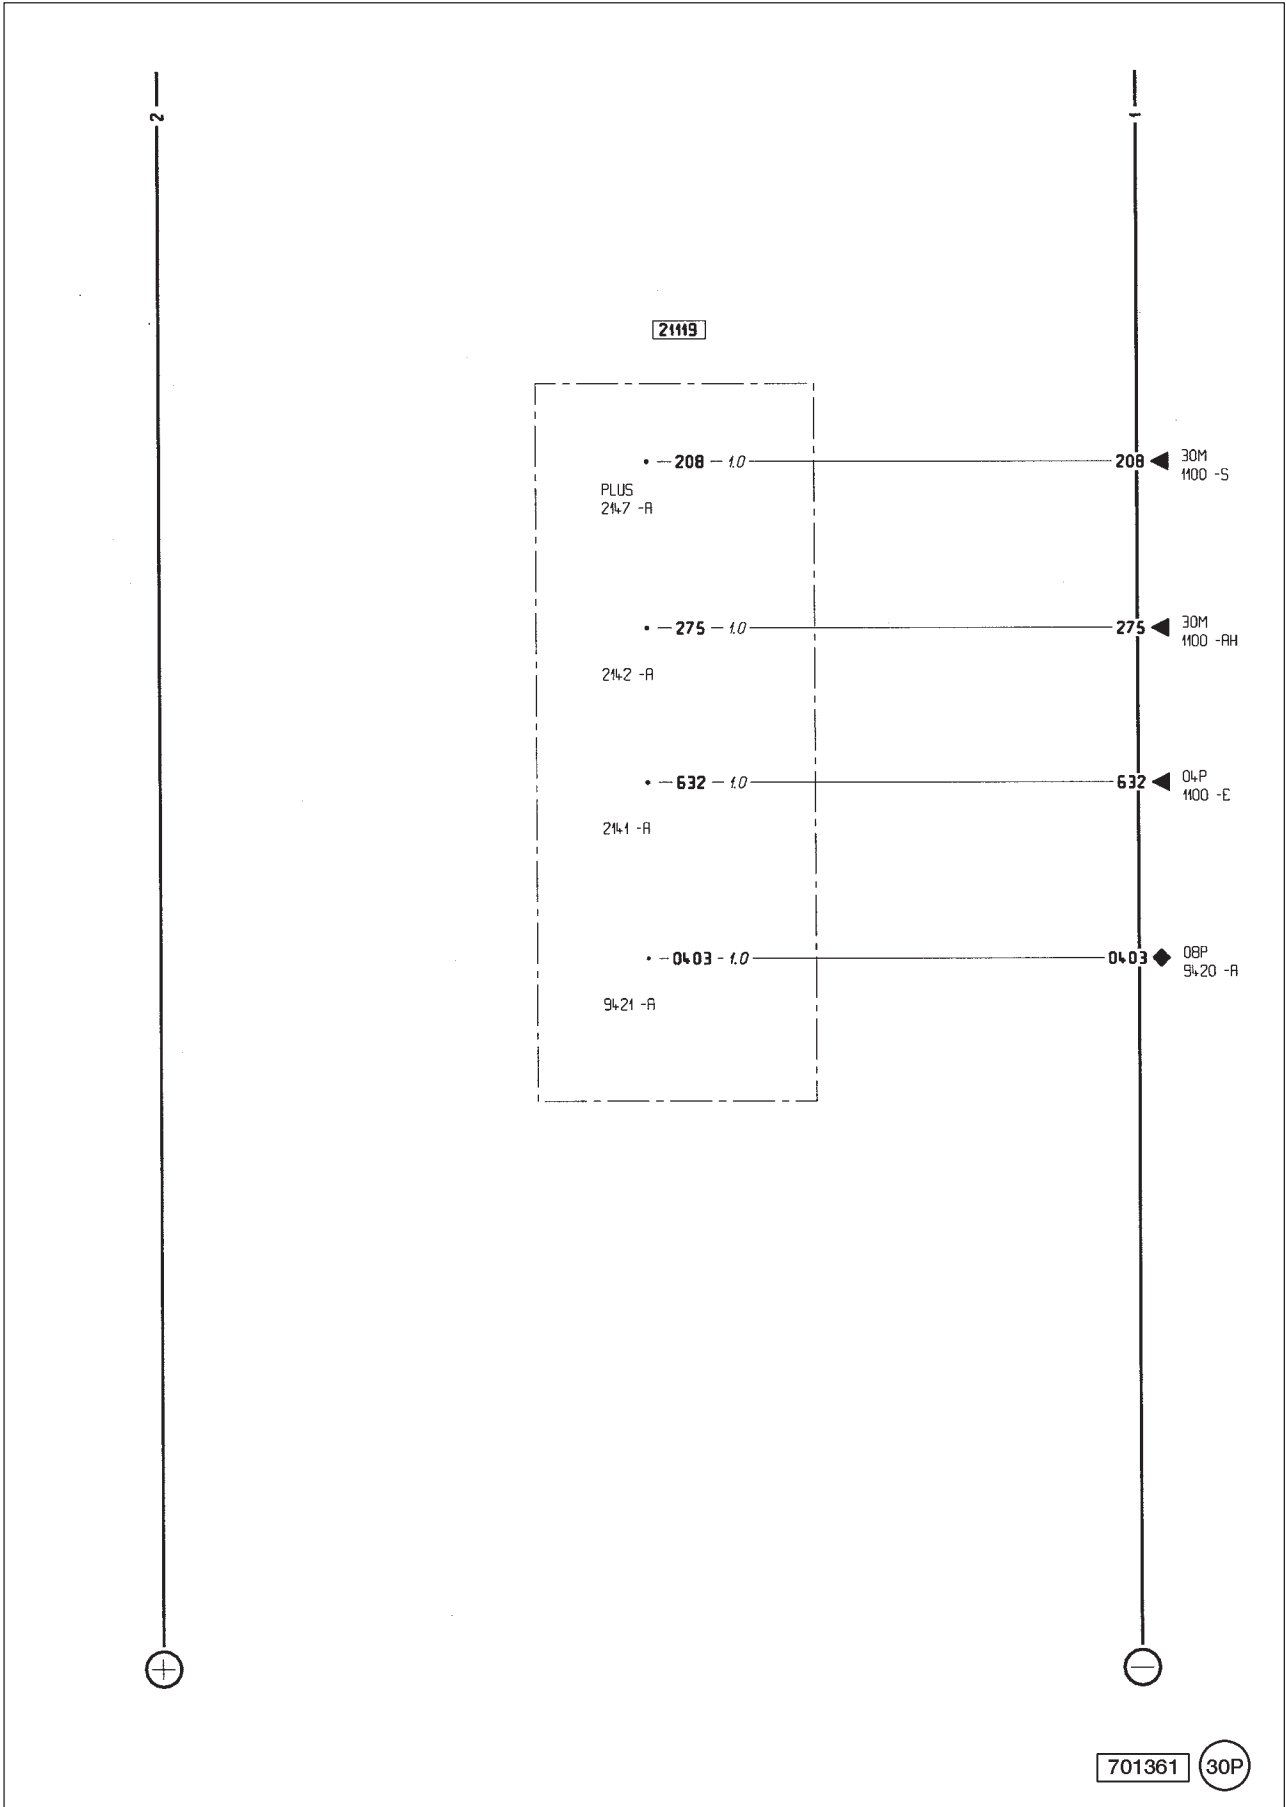 2
1
21119
208 1.0 208 30M
1100 -S
PLUS
2147 -A
275 1.0 275 30M
1100 -AH
2142 -A
632 1.0 632 04P
1100 -E
2141 -A
0403 1.0 0403 08P
9420 -A
9421 -A
+
−
701361 30P